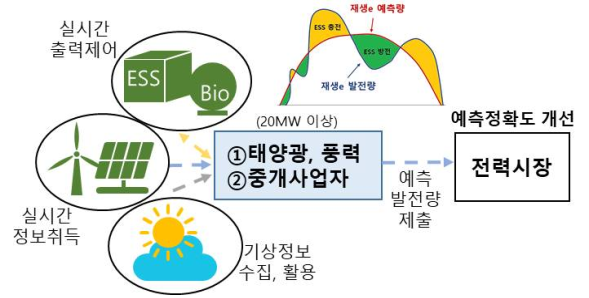 실시간
출력제어
ESS
Bio
재생e 예측량
ESS 충전
ESS 방전
재생e 발전량
(20MW 이상)
①태양광, 풍력
②중개사업자
예측정확도 개선
전력시장
예측
발전량
제출
실시간
정보취득
기상정보
수집, 활용